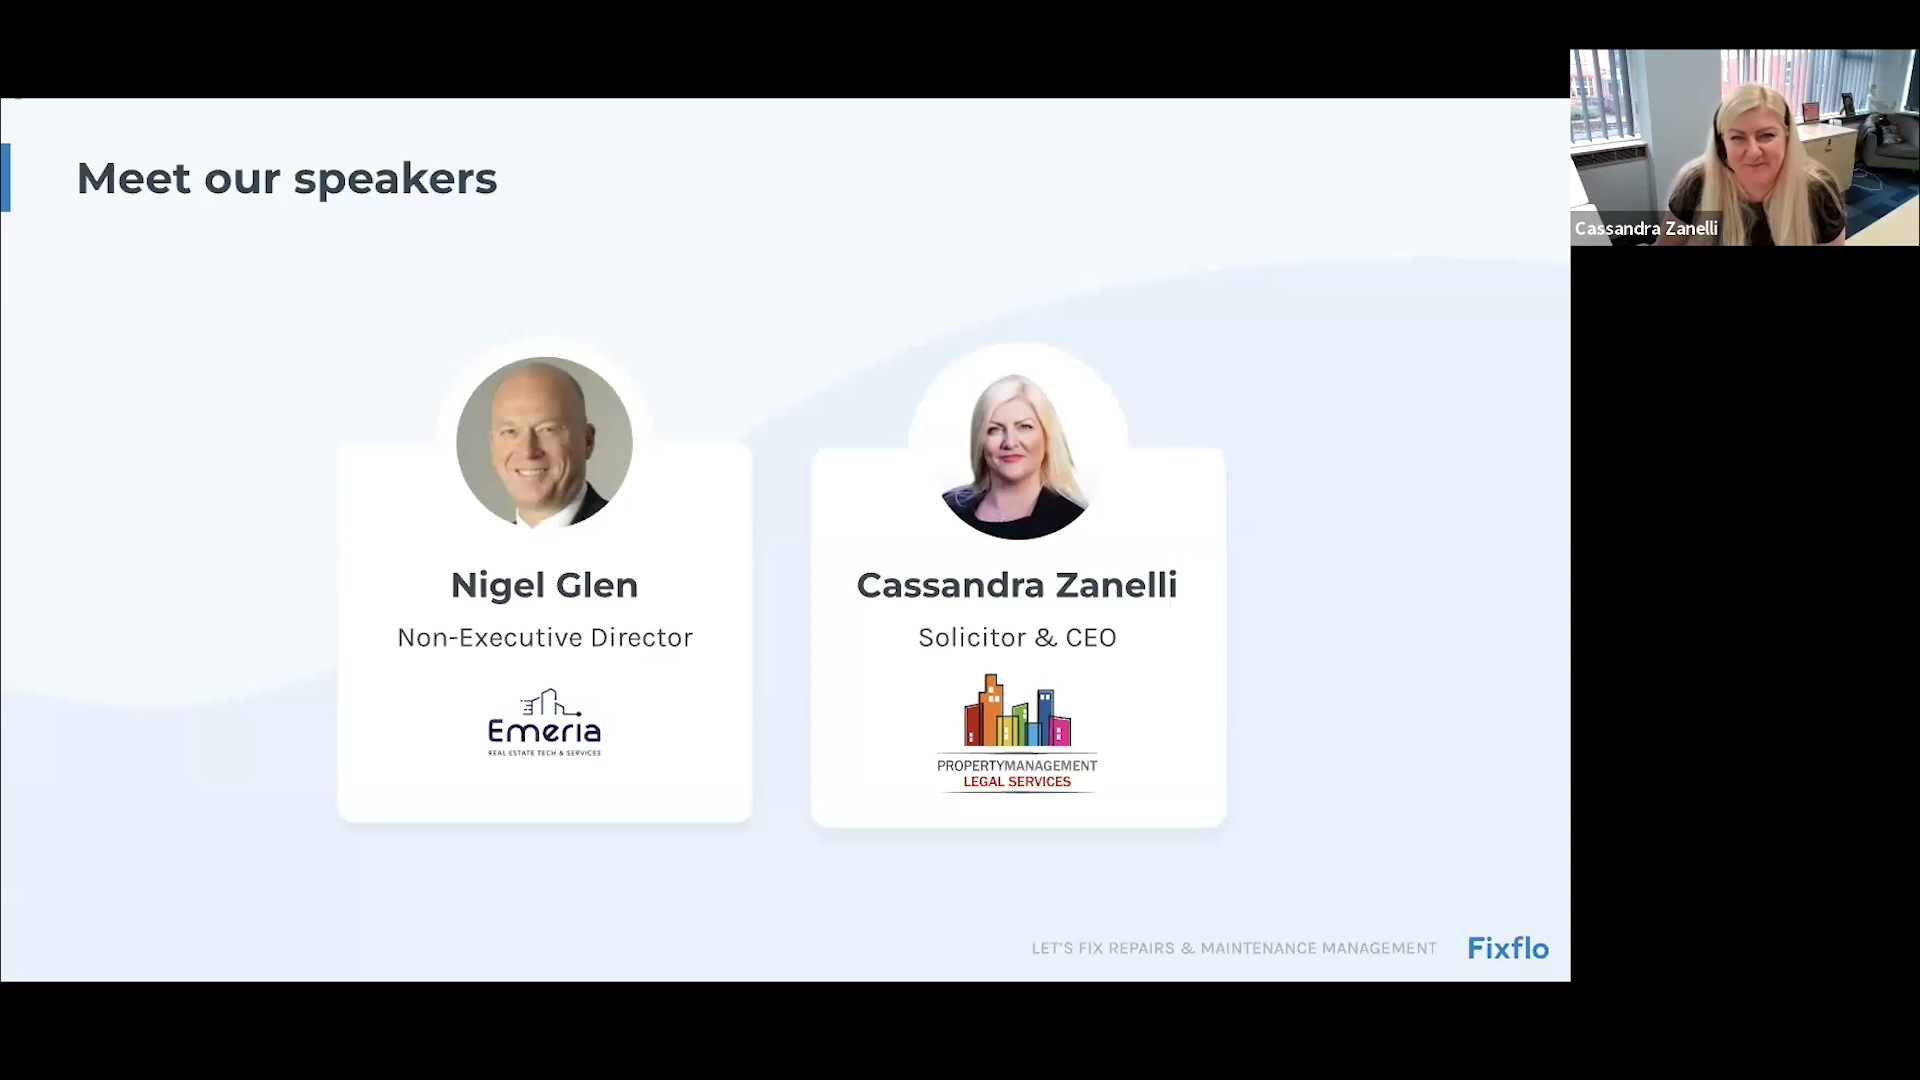 Meet our speakers
Cassandra Zanelli
Nigel Glen
Non-Executive Director
Emeria
REAL ESTATE TECH & SERVICES
Cassandra Zanelli
Solicitor & CEO
PROPERTYMANAGEMENT
LEGAL SERVICES
LET'S FIX REPAIRS & MAINTENANCE MANAGEMENT
Fixflo